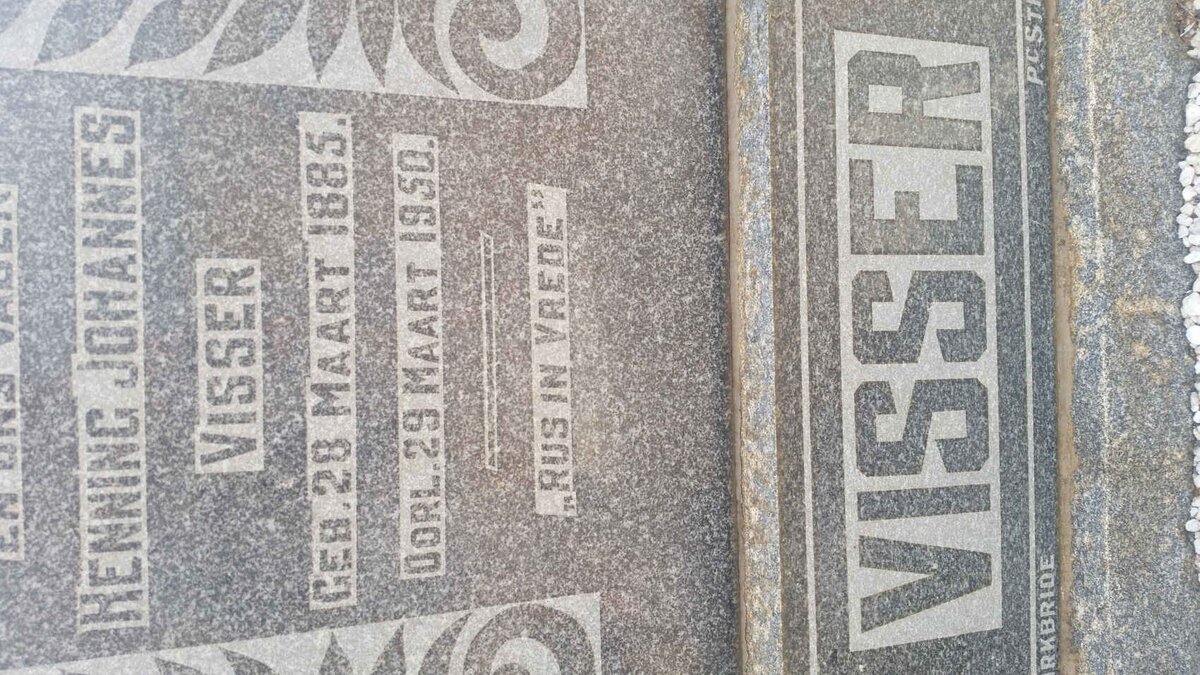 HENNING JOHANNES
VISSER
GEB. 28 MAART 1885.
OORL. 29 MAART 1950.
„RUS IN VREDE“
VISSER